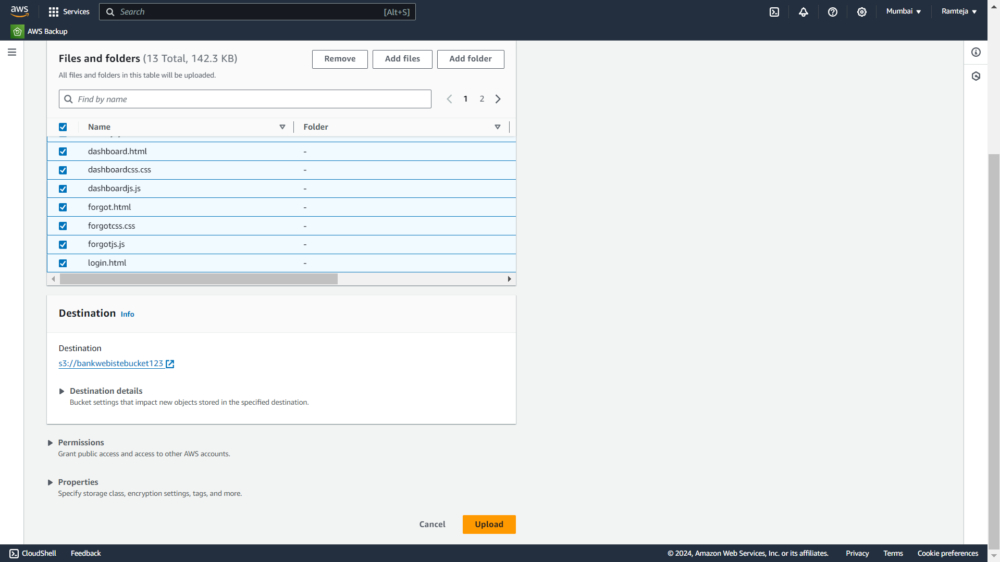 aws
Services
Search
[Alt+S]
Mumbai
Ramteja
AWS Backup
Files and folders (13 Total, 142.3 KB)
Remove
Add files
Add folder
All files and folders in this table will be uploaded.
Find by name
1
2
Name
Folder
dashboard.html
-
dashboardcss.css
-
dashboardjs.js
-
forgot.html
-
forgotcss.css
-
forgotjs.js
-
login.html
-
Destination Info
Destination
s3://bankwebistebucket123
Destination details
Bucket settings that impact new objects stored in the specified destination.
Permissions
Grant public access and access to other AWS accounts.
Properties
Specify storage class, encryption settings, tags, and more.
Cancel
Upload
CloudShell
Feedback
© 2024, Amazon Web Services, Inc. or its affiliates.
Privacy
Terms
Cookie preferences